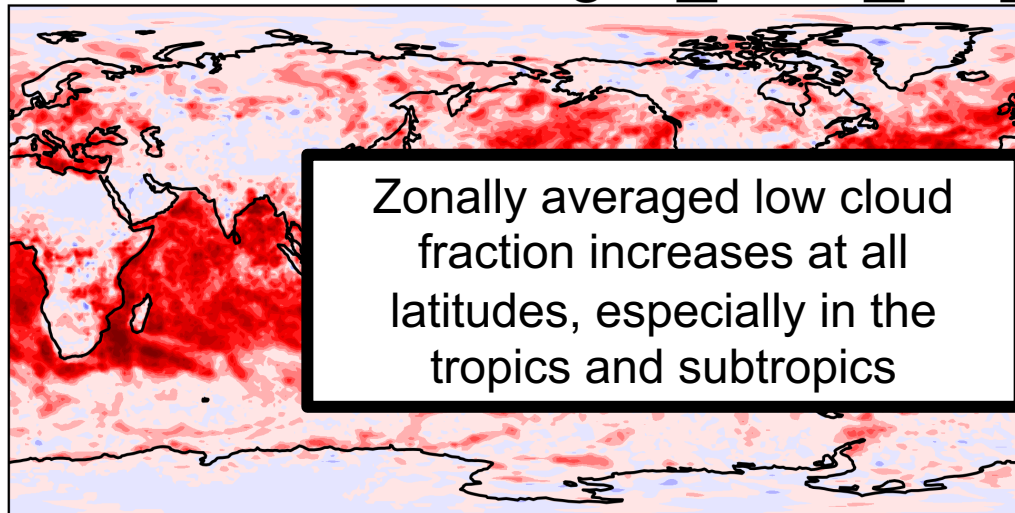 Zonally averaged low cloud
fraction increases at all
latitudes, especially in the
tropics and subtropics